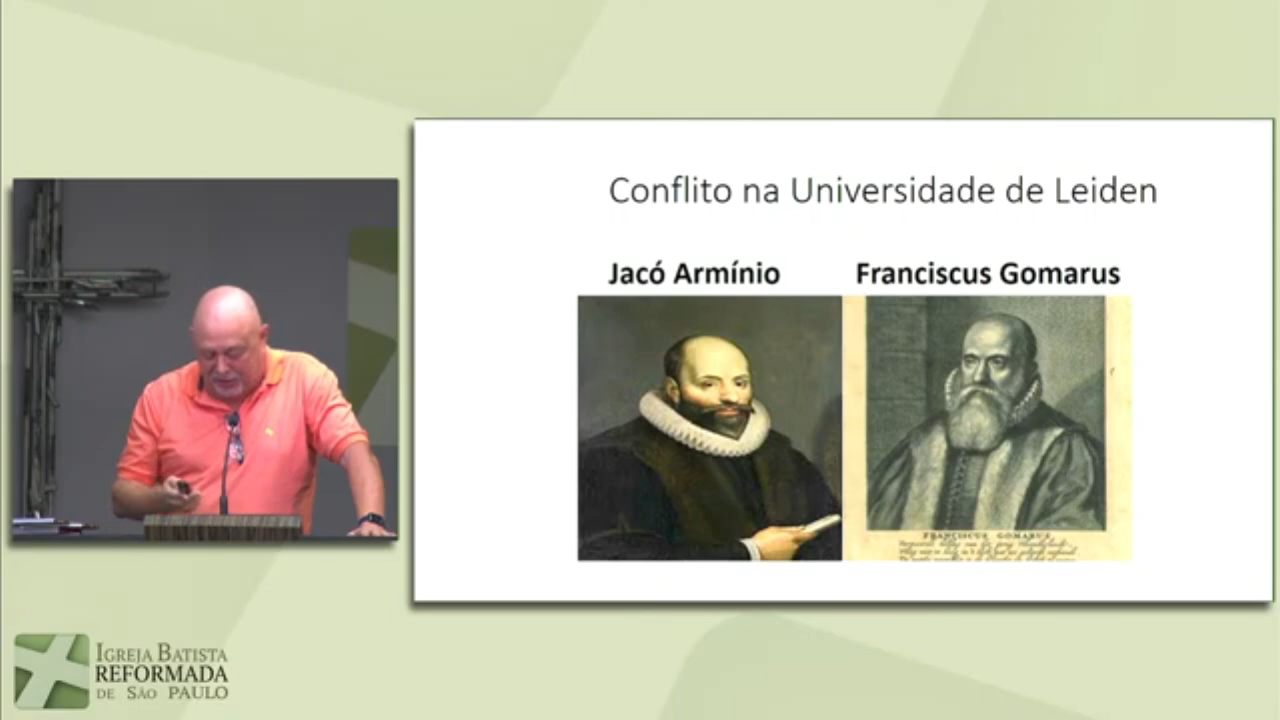 Conflito na Universidade de Leiden
Jacó Armínio
Franciscus Gomarus
FRANCISCUS GOMARUS
IGREJA BATISTA
REFORMADA
DE SÃO PAULO